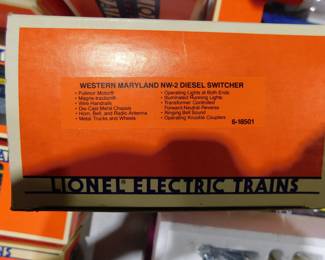 WESTERN MARYLAND NW-2 DIESEL SWITCHER
• Pullmor Motor®
• Magne-traction®
• Wire Handrails
• Die Cast Metal Chassis
• Horn, Bell, and Radio Antenna
• Metal Trucks and Wheels
• Operating Lights at Both Ends
• Illuminated Running Lights
• Transformer Controlled
• Forward-Neutral-Reverse
• Ringing Bell Sound
• Operating Knuckle Couplers
6-18501
LIONEL® ELECTRIC TRAINS